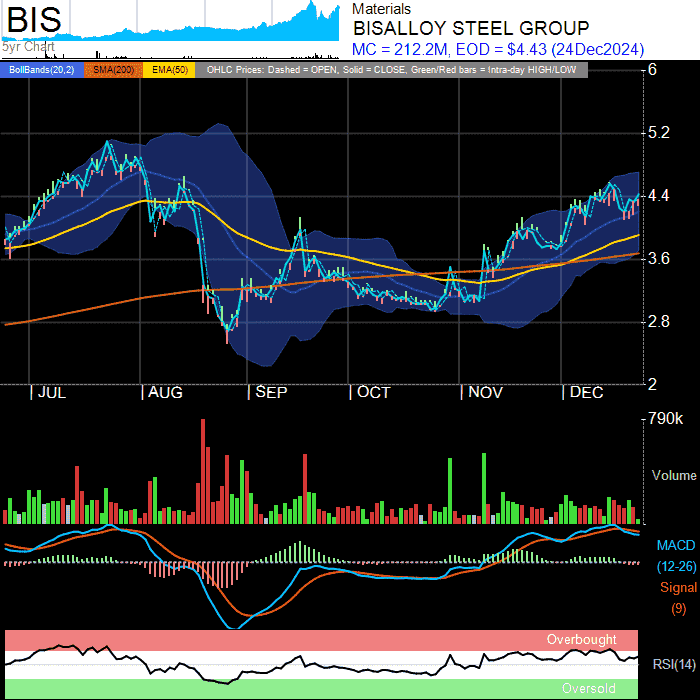 BIS
5yr Chart
Materials
BISALLOY STEEL GROUP
MC = 212.2M, EOD = $4.43 (24Dec2024)
BollBands(20,2) SMA(200) EMA(50) OHLC Prices: Dashed = OPEN, Solid = CLOSE, Green/Red bars = Intra-day HIGH/LOW
6
5.2
4.4
3.6
2.8
2
JUL AUG SEP OCT NOV DEC
790k
Volume
MACD
(12-26)
Signal
(9)
Overbought
RSI(14)
Oversold